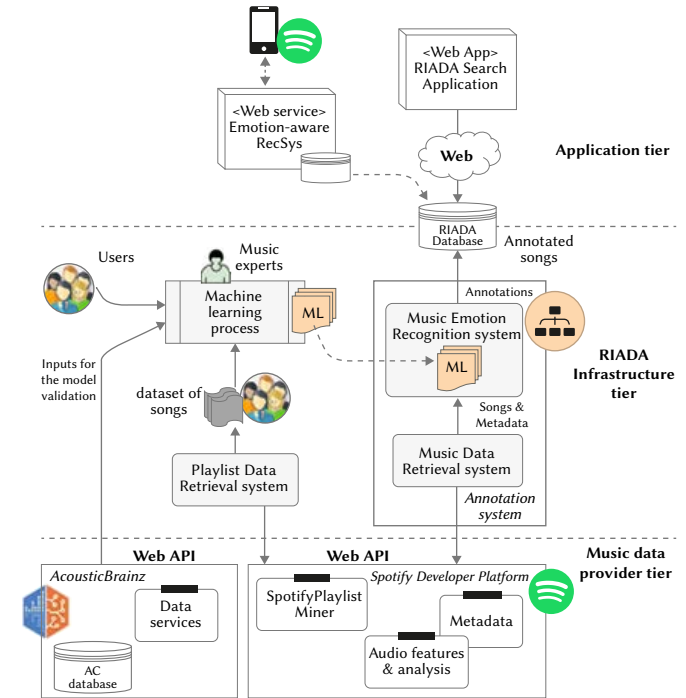 <Web service>
Emotion-aware
RecSys
<Web App>
RIADA Search
Application
Web
Application tier
RIADA
Database
Annotated
songs
Users
Music
experts
Machine
learning
process
ML
Inputs for
the model
validation
dataset of
songs
Playlist Data
Retrieval system
Annotations
Music Emotion
Recognition system
ML
Songs &
Metadata
Music Data
Retrieval system
Annotation
system
RIADA
Infrastructure
tier
Web API
AcousticBrainz
Data
services
AC
database
Web API
Spotify Developer Platform
SpotifyPlaylist
Miner
Metadata
Audio features
& analysis
Music data
provider tier